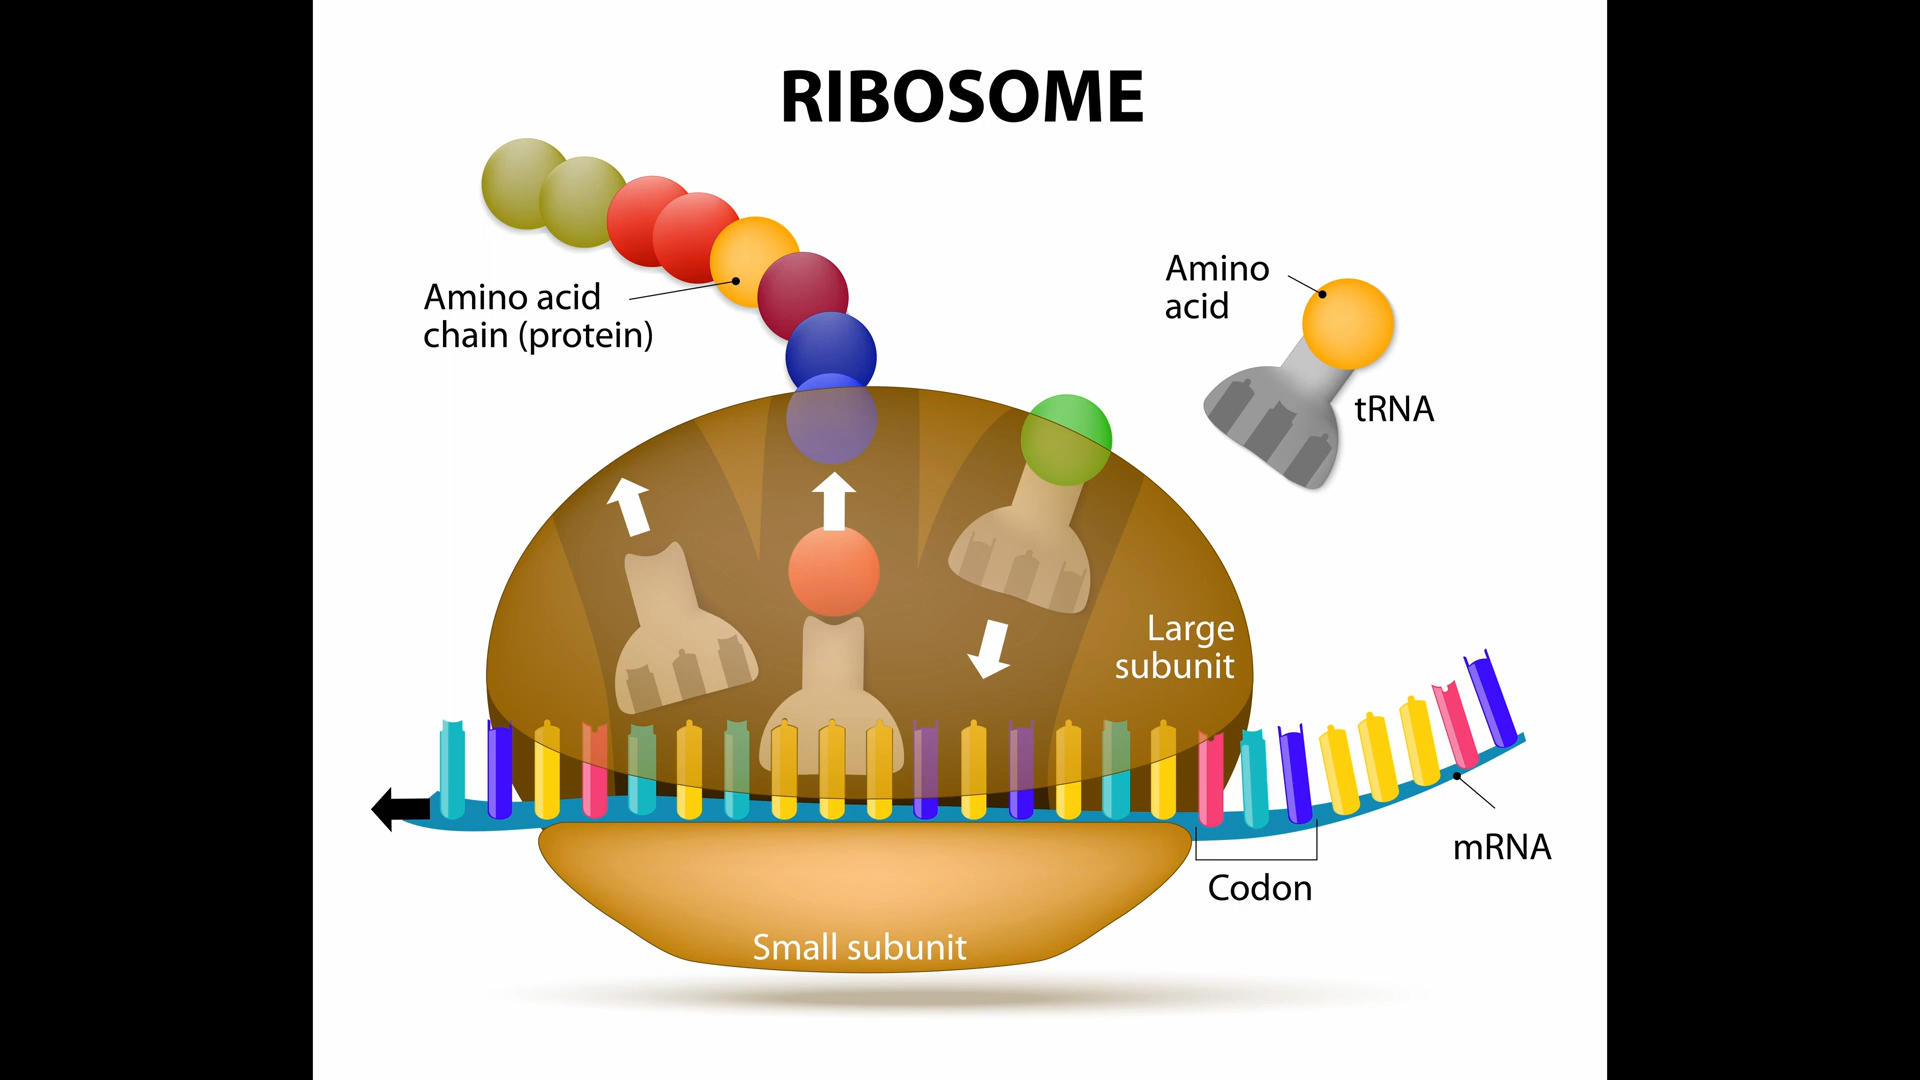 RIBOSOME
Amino acid
chain (protein)
Amino
acid
tRNA
Large
subunit
mRNA
Codon
Small subunit